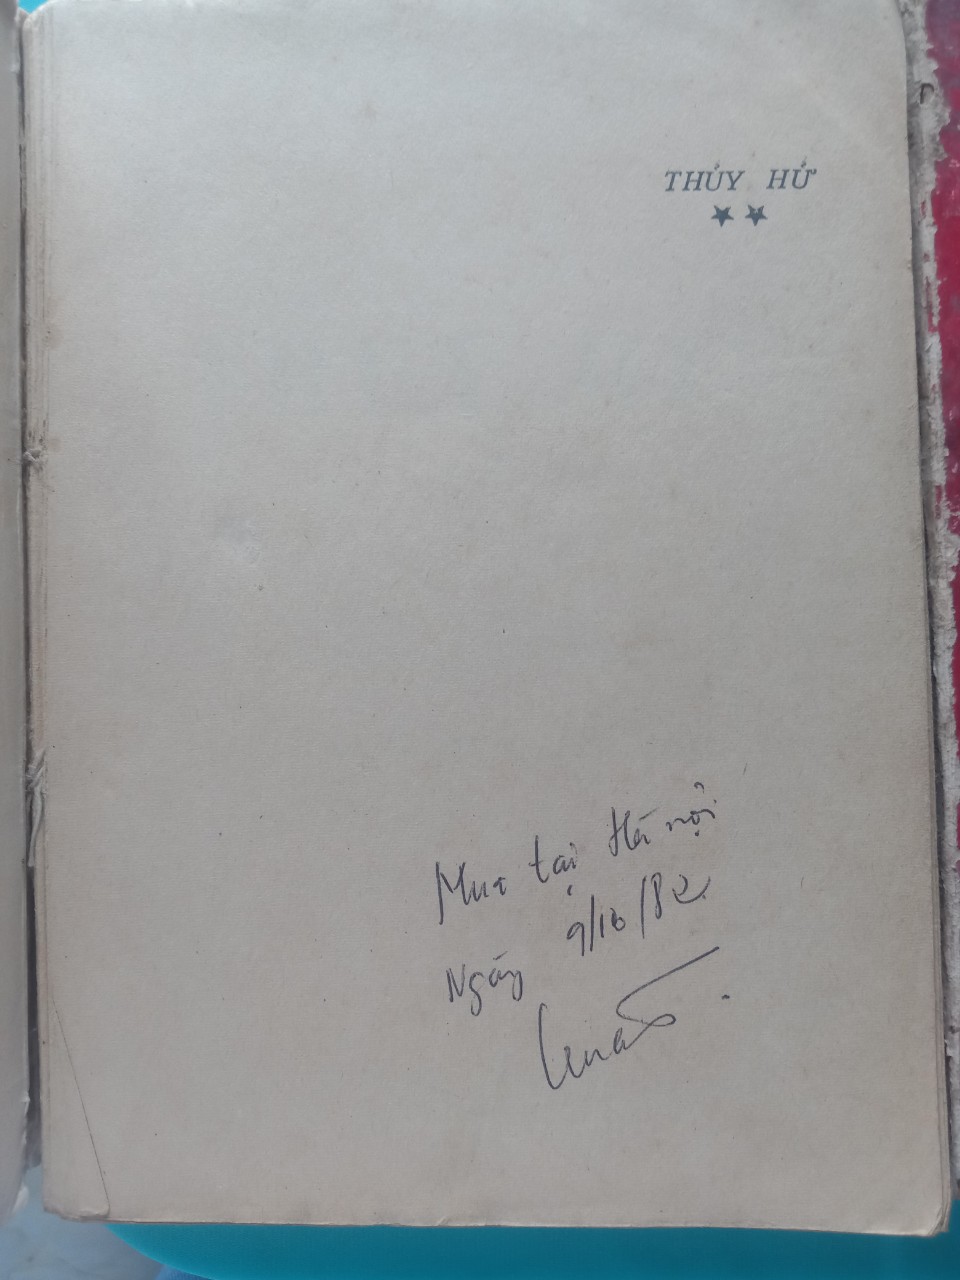 THỦY HỬ
★ ★
Mua tại Hà nội
Ngày 9/10/82